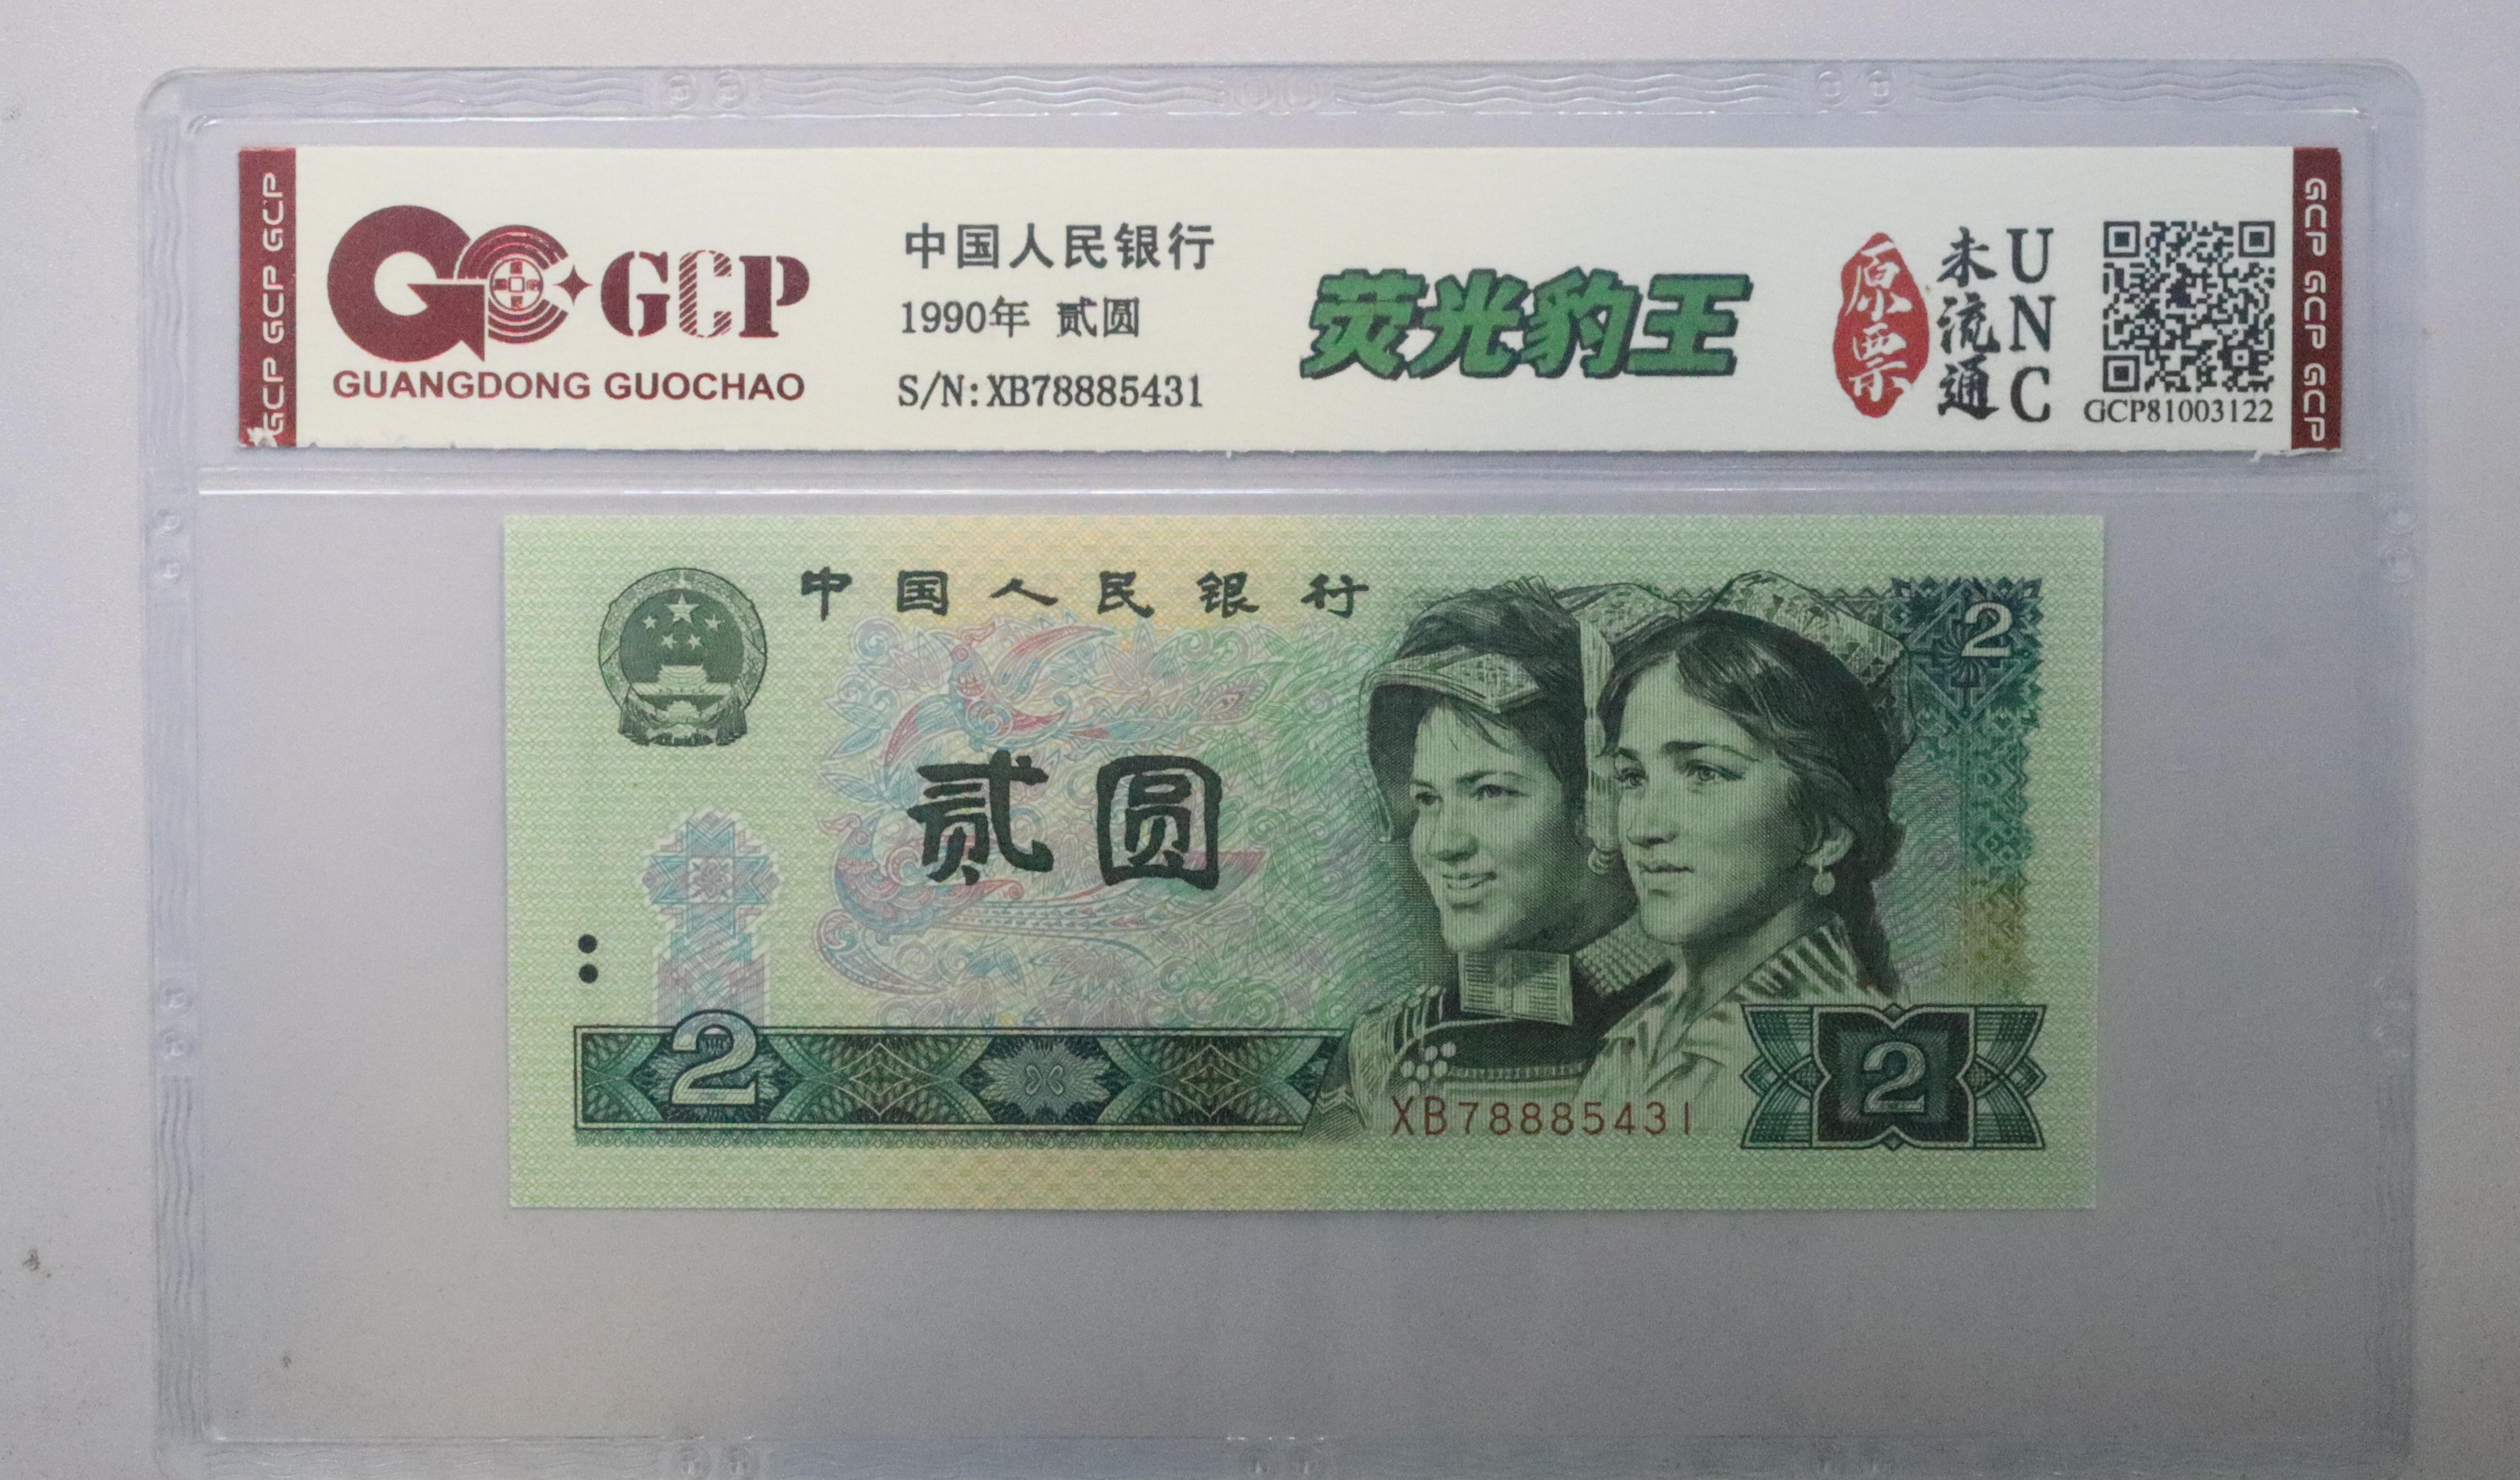 GCP GCP GCP
GCP
GUANGDONG GUOCHAO
中国人民银行
1990年 贰圆
S/N:XB78885431
荧光豹王
原票
未流通
UNC
GCP81003122
GCP GCP GCP
中国人民银行
2
贰圆
2
XB78885431
2